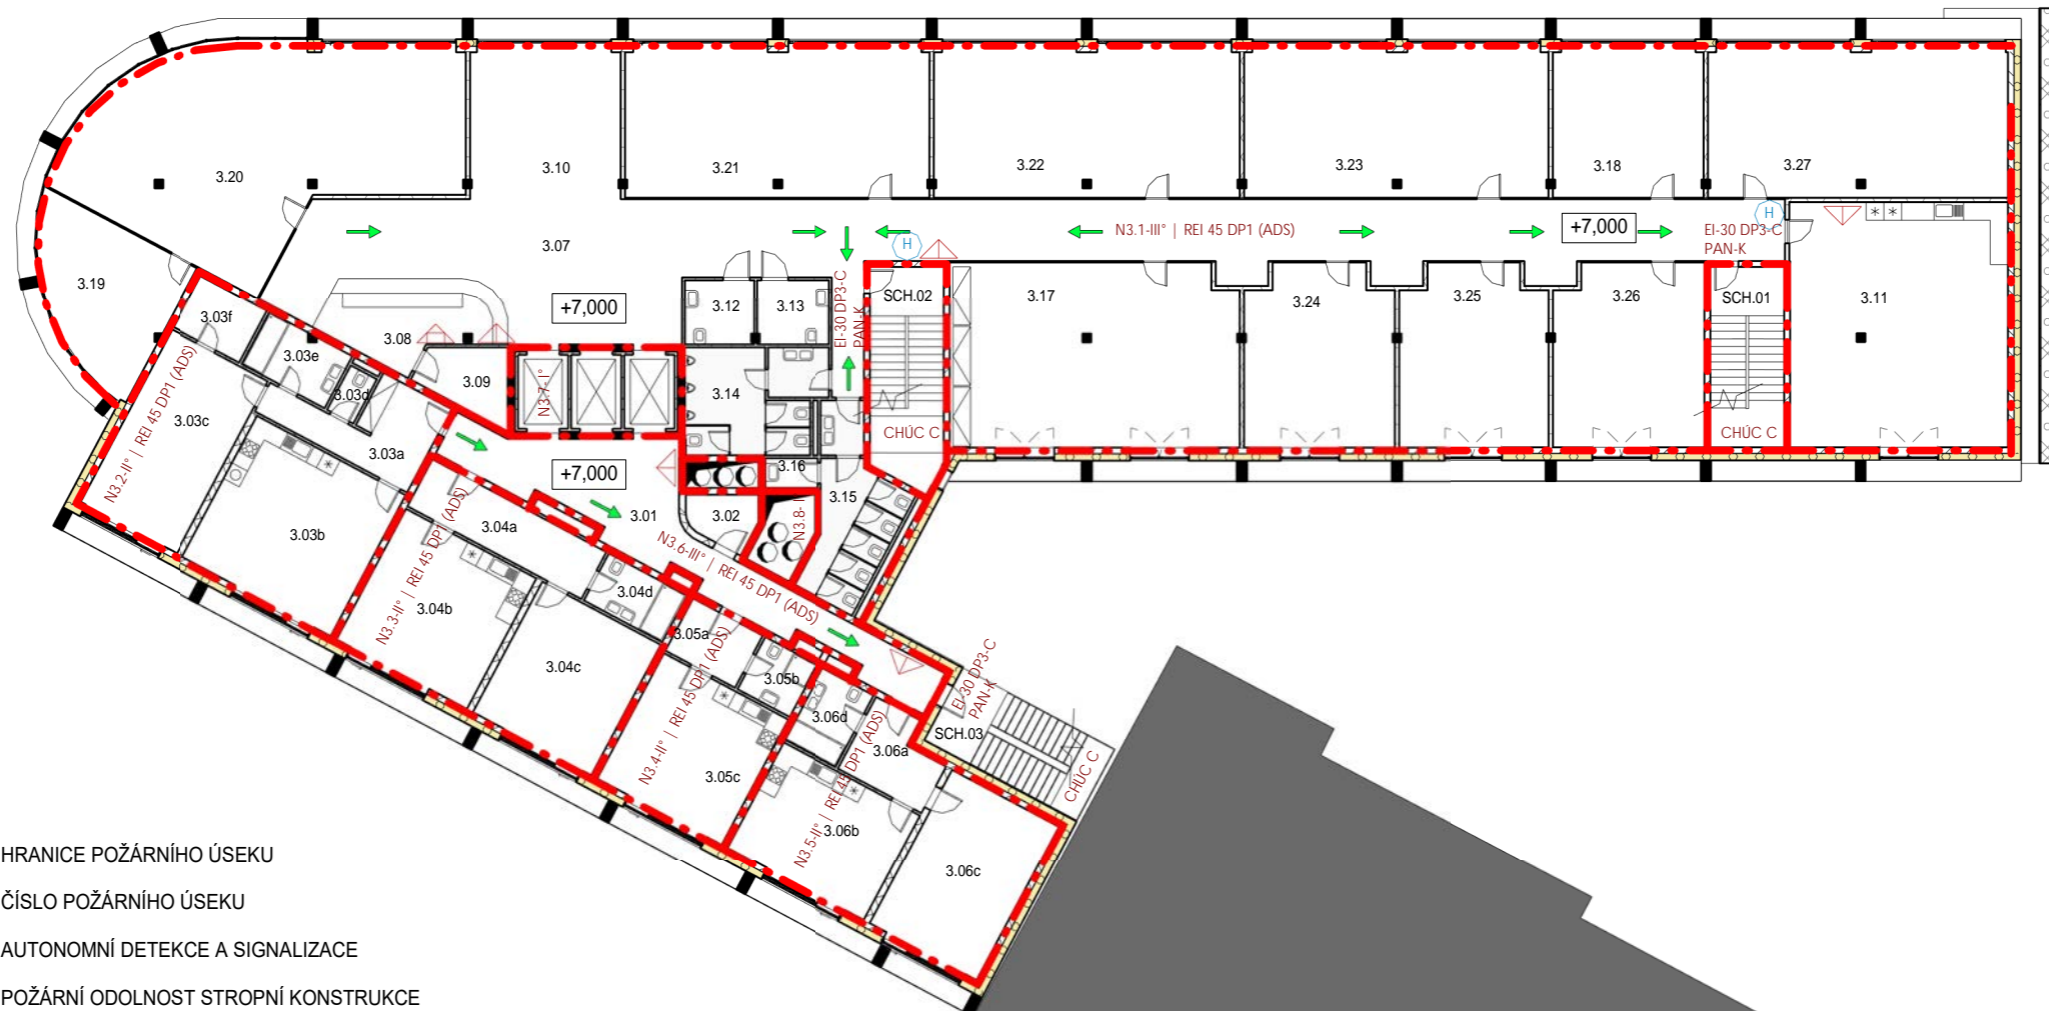 3.20
3.10
3.21
3.22
3.23
3.18
3.27
3.19
3.07
H
N3.1-III° | REI 45 DP1 (ADS)
+7,000
H
EI-30 DP3-C
PAN-K
✳ ✳
3.03f
3.08
+7,000
3.12
3.13
EI-30 DP3-C
PAN-K
SCH.02
3.17
3.24
3.25
3.26
SCH.01
3.11
3.03e
3.03d
3.09
N3.7-I°
3.14
CHÚC C
CHÚC C
3.03c
N3.2-II° | REI 45 DP1 (ADS)
3.03a
+7,000
3.16
3.15
3.03b
3.04a
3.01
3.02
N3.8-I
N3.3-II° | REI 45 DP1 (ADS)
N3.6-III° | REI 45 DP1 (ADS)
3.04b
3.04d
3.04c
3.05a
3.05b
N3.4-II° | REI 45 DP1 (ADS)
3.05c
3.06d
3.06a
EI-30 DP3-C
PAN-K
SCH.03
CHÚC C
N3.5-II° | REI 45 DP1 (ADS)
3.06b
3.06c
HRANICE POŽÁRNÍHO ÚSEKU
ČÍSLO POŽÁRNÍHO ÚSEKU
AUTONOMNÍ DETEKCE A SIGNALIZACE
POŽÁRNÍ ODOLNOST STROPNÍ KONSTRUKCE